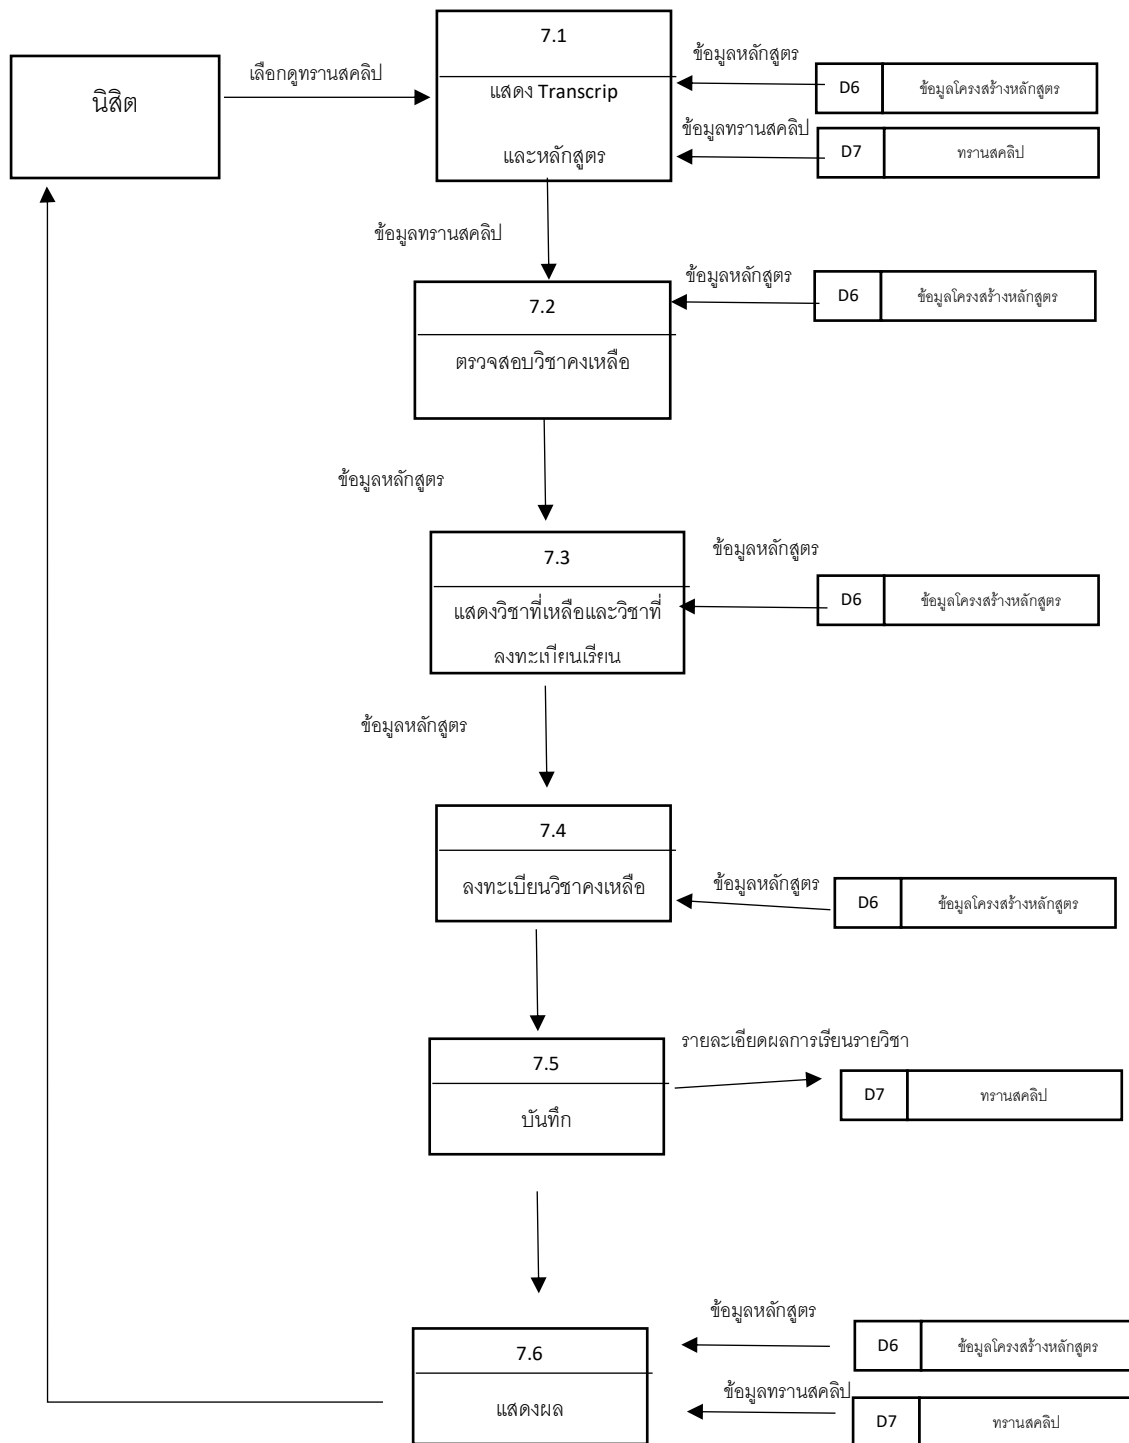 7.1
ข้อมูลหลักสูตร
เลือกดูทรานสคลิป
นิสิต
แสดง Transcrip
D6
ข้อมูลโครงสร้างหลักสูตร
ข้อมูลทรานสคลิป
และหลักสูตร
D7
ทรานสคลิป
ข้อมูลทรานสคลิป
ข้อมูลหลักสูตร
7.2
D6
ข้อมูลโครงสร้างหลักสูตร
ตรวจสอบวิชาคงเหลือ
ข้อมูลหลักสูตร
7.3
ข้อมูลหลักสูตร
แสดงวิชาที่เหลือและวิชาที่
D6
ข้อมูลโครงสร้างหลักสูตร
ลงทะเบียนเรียน
ข้อมูลหลักสูตร
7.4
ลงทะเบียนวิชาคงเหลือ
ข้อมูลหลักสูตร
D6
ข้อมูลโครงสร้างหลักสูตร
รายละเอียดผลการเรียนรายวิชา
7.5
D7
ทรานสคลิป
บันทึก
ข้อมูลหลักสูตร
7.6
D6
ข้อมูลโครงสร้างหลักสูตร
ข้อมูลทรานสคลิป
แสดงผล
D7
ทรานสคลิป